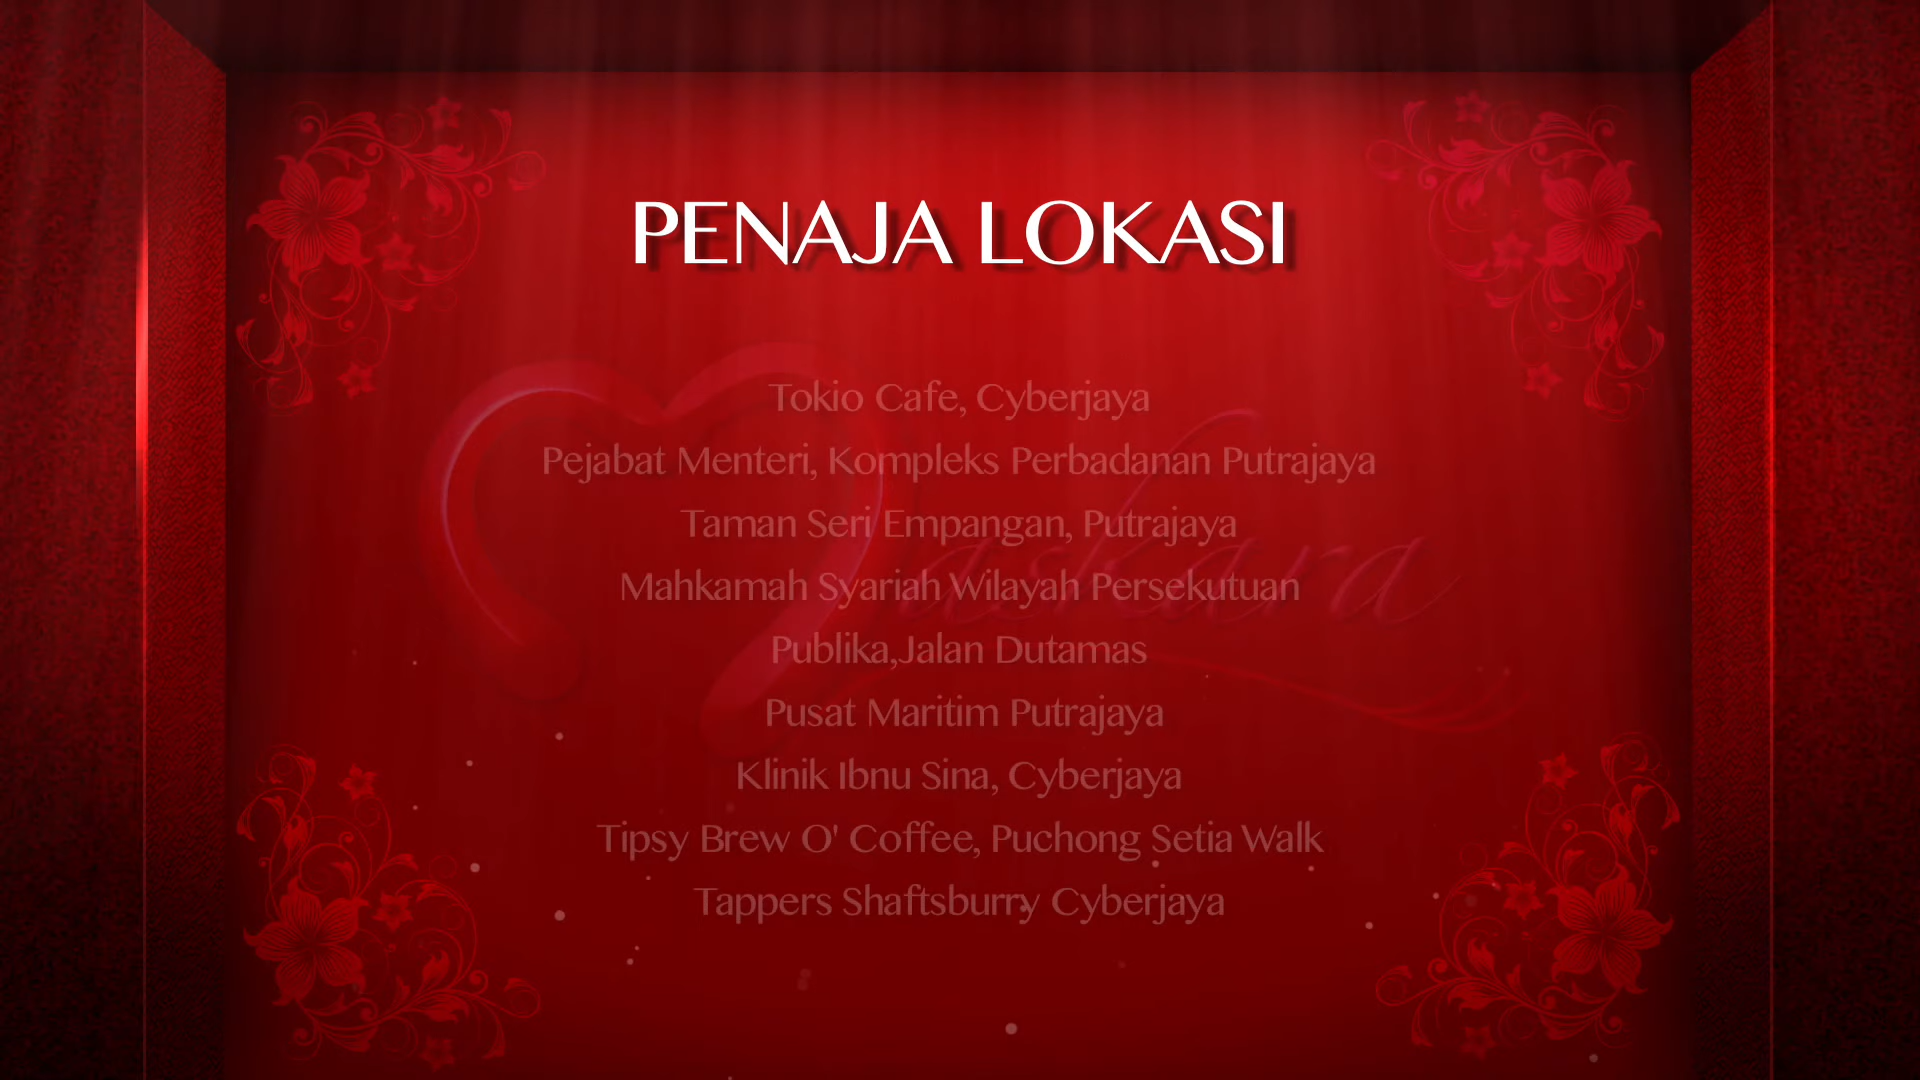 PENAJA LOKASI
Tokio Cafe, Cyberjaya
Pejabat Menteri, Kompleks Perbadanan Putrajaya
Taman Seri Empangan, Putrajaya
Mahkamah Syariah Wilayah Persekutuan
Publika,Jalan Dutamas
Pusat Maritim Putrajaya
Klinik Ibnu Sina, Cyberjaya
Tipsy Brew O' Coffee, Puchong Setia Walk
Tappers Shaftsburry Cyberjaya
Maskara